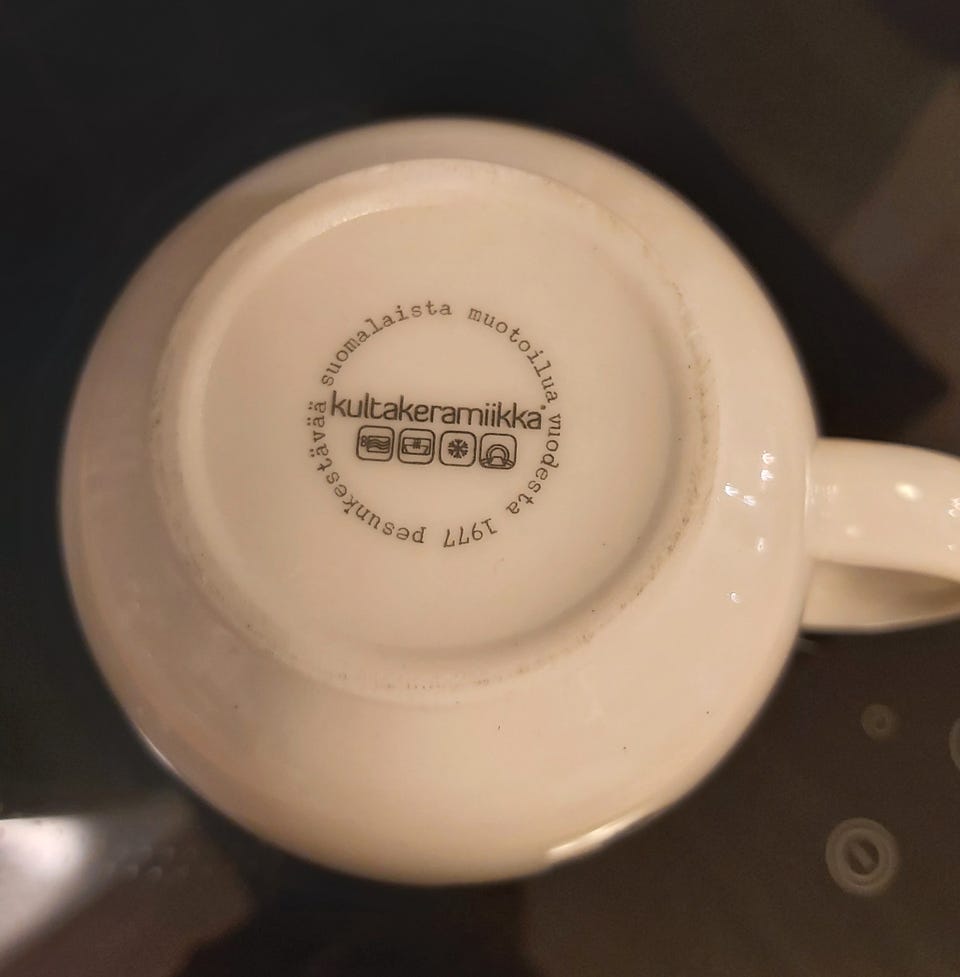 pesunkestävää suomalaista muotoilua vuodesta 1977
kultakeramiikka